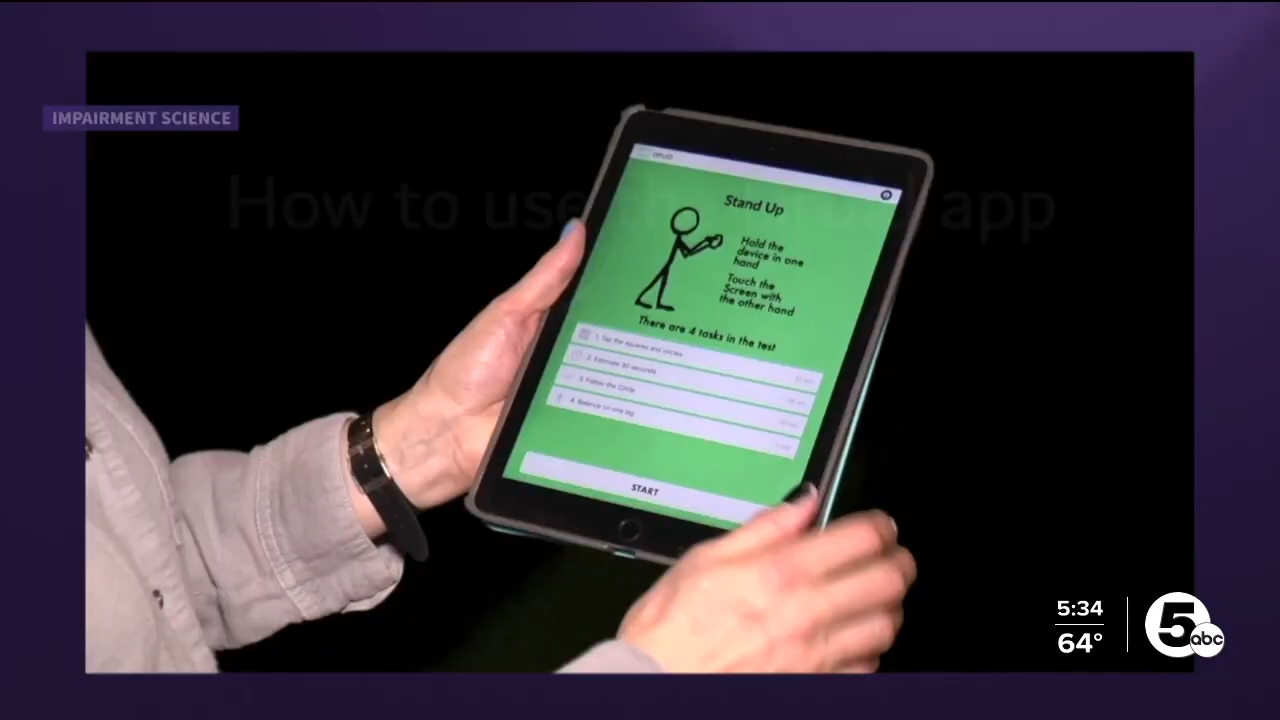 IMPAIRMENT SCIENCE
How to use the app
Stand Up
Hold the
device in one
hand
Touch the
Screen with
the other hand
There are 4 tasks in the test
1. Tap the squares and circles
2. Estimate 30 seconds
3. Follow the Circle
4. Balance on one leg
START
5:34
64°
5
abc